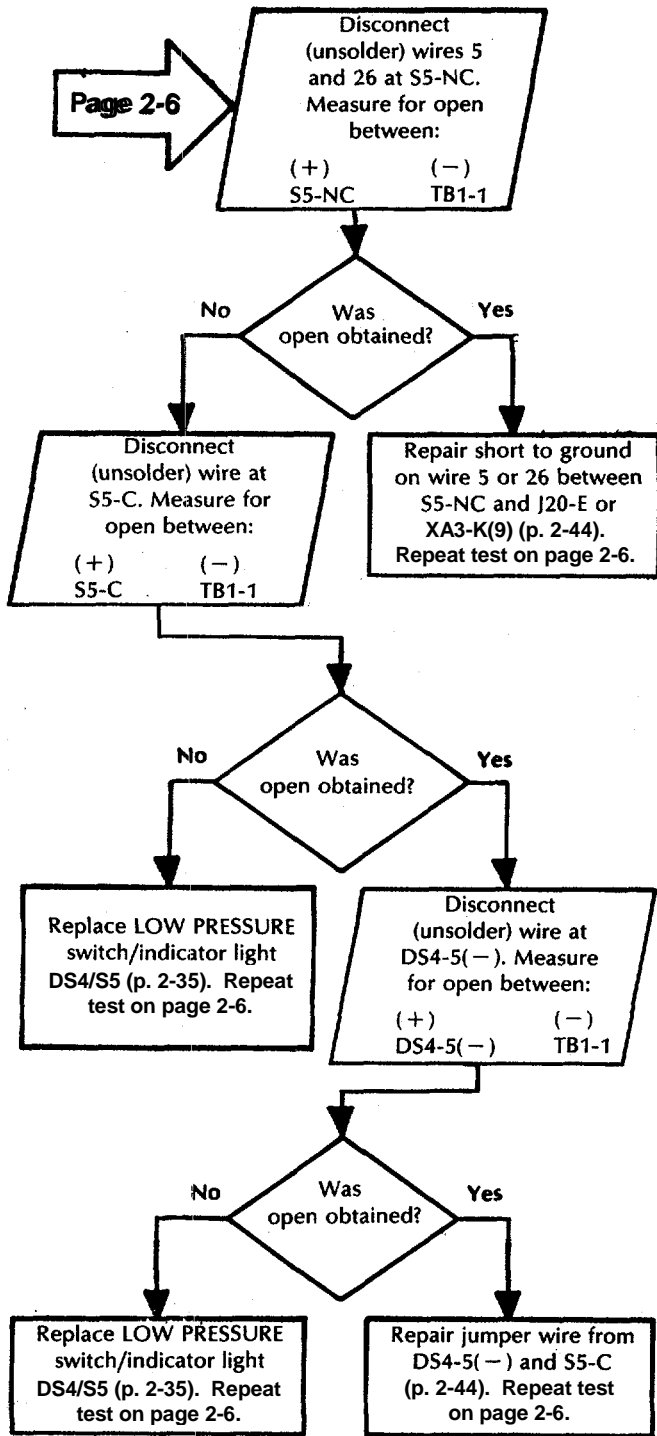 Page 2-6
Disconnect
(unsolder) wires 5
and 26 at S5-NC.
Measure for open
between:
(+) (−)
S5-NC TB1-1
Was
open obtained?
No
Yes
Disconnect
(unsolder) wire at
S5-C. Measure for
open between:
(+) (−)
S5-C TB1-1
Repair short to ground
on wire 5 or 26 between
S5-NC and J20-E or
XA3-K(9) (p. 2-44).
Repeat test on page 2-6.
Was
open obtained?
No
Yes
Replace LOW PRESSURE
switch/indicator light
DS4/S5 (p. 2-35). Repeat
test on page 2-6.
Disconnect
(unsolder) wire at
DS4-5(−). Measure
for open between:
(+) (−)
DS4-5(−) TB1-1
Was
open obtained?
No
Yes
Replace LOW PRESSURE
switch/indicator light
DS4/S5 (p. 2-35). Repeat
test on page 2-6.
Repair jumper wire from
DS4-5(−) and S5-C
(p. 2-44). Repeat test
on page 2-6.